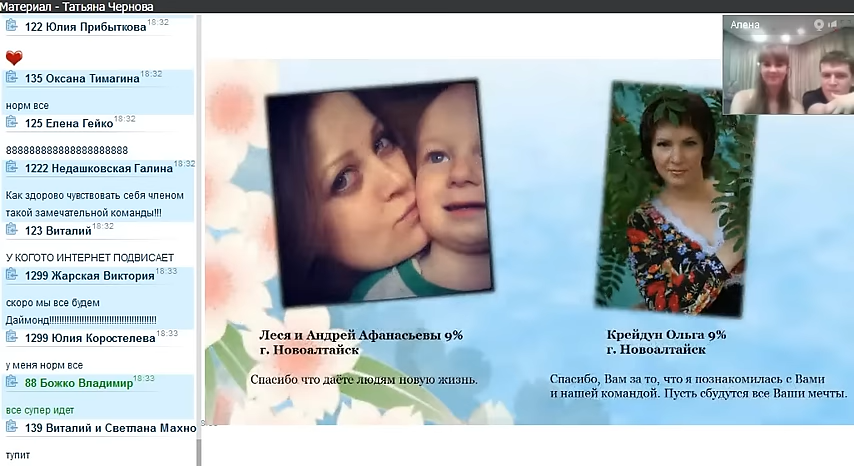 Материал - Татьяна Чернова
122 Юлия Прибыткова 18:32
135 Оксана Тимагина 18:32
норм все
125 Елена Гейко 18:32
888888888888888888888
1222 Недашковская Галина 18:32
Как здорово чувствовать себя членом
такой замечательной команды!!!
123 Виталий 18:32
У КОГОТО ИНТЕРНЕТ ПОДВИСАЕТ
1299 Жарская Виктория 18:33
скоро мы все будем
Даймонд!!!!!!!!!!!!!!!!!!!!!!!!!!!!!!!!!!!!!!!!!!!
1299 Юлия Коростелева 18:33
у меня норм все
88 Божко Владимир 18:33
все супер идет
139 Виталий и Светлана Махно
тупит
Алена
Леся и Андрей Афанасьевы 9%
г. Новоалтайск
Спасибо что даёте людям новую жизнь.
Крейдун Ольга 9%
г. Новоалтайск
Спасибо, Вам за то, что я познакомилась с Вами
и нашей командой. Пусть сбудутся все Ваши мечты.